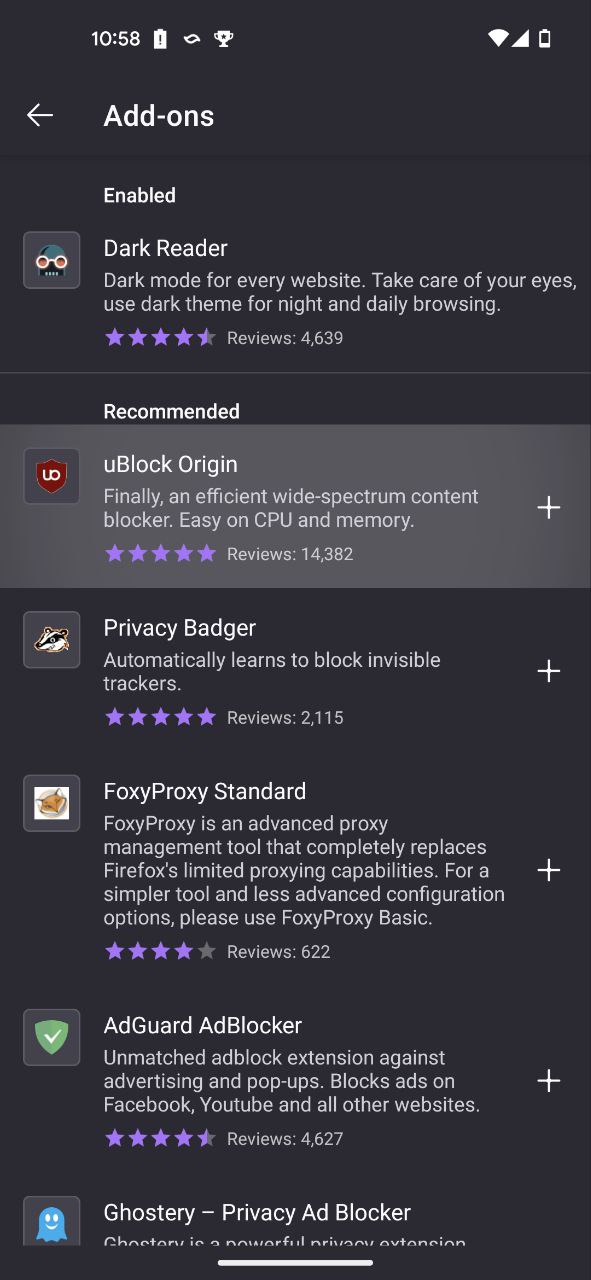 10:58
Add-ons
Enabled
Dark Reader
Dark mode for every website. Take care of your eyes,
use dark theme for night and daily browsing.
Reviews: 4,639
Recommended
uBlock Origin
Finally, an efficient wide-spectrum content
blocker. Easy on CPU and memory.
Reviews: 14,382
Privacy Badger
Automatically learns to block invisible
trackers.
Reviews: 2,115
FoxyProxy Standard
FoxyProxy is an advanced proxy
management tool that completely replaces
Firefox's limited proxying capabilities. For a
simpler tool and less advanced configuration
options, please use FoxyProxy Basic.
Reviews: 622
AdGuard AdBlocker
Unmatched adblock extension against
advertising and pop-ups. Blocks ads on
Facebook, Youtube and all other websites.
Reviews: 4,627
Ghostery – Privacy Ad Blocker
Ghostery is a powerful privacy extension